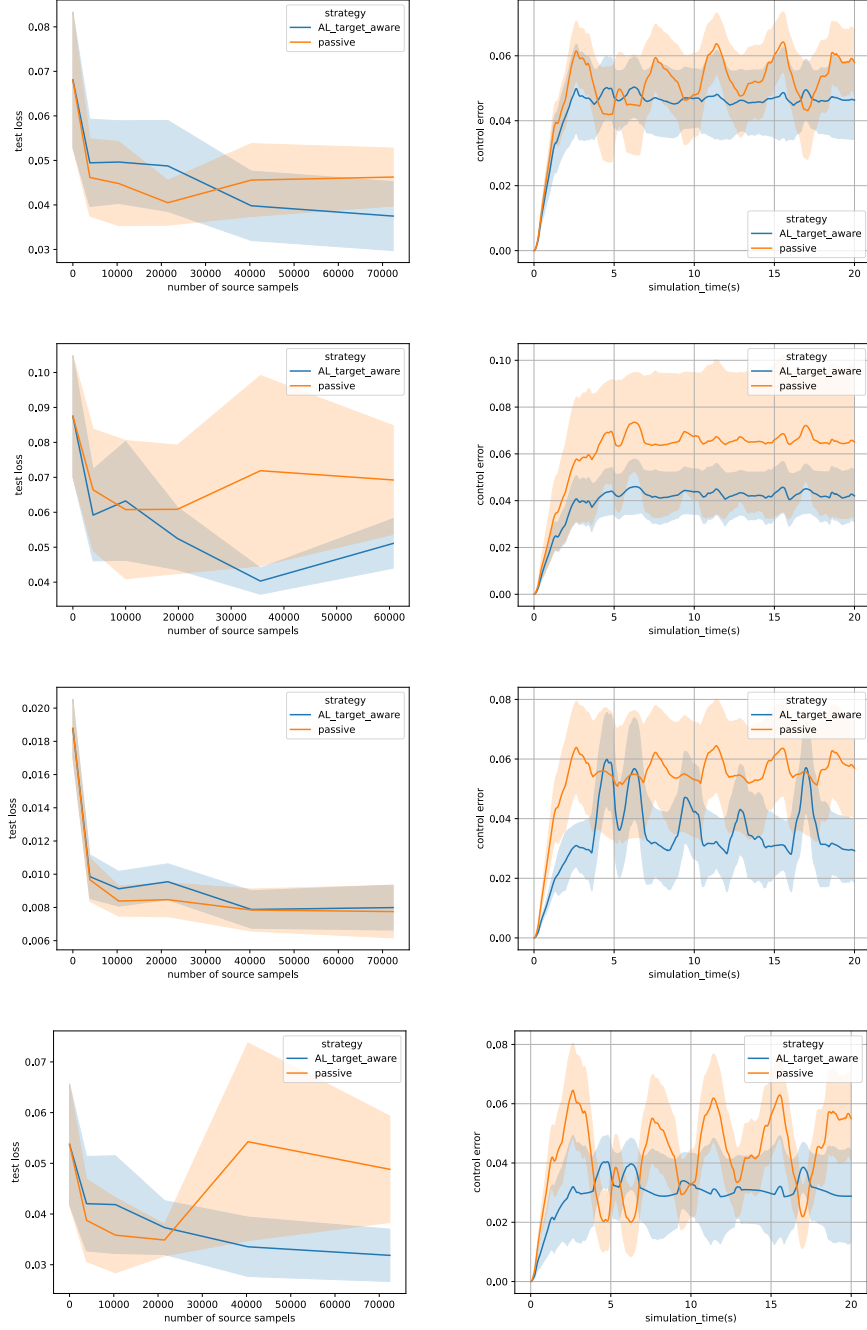 strategy
AL_target_aware
passive
test loss
0.08
0.07
0.06
0.05
0.04
0.03
0 10000 20000 30000 40000 50000 60000 70000
number of source sampels
control error
0.06
0.04
0.02
0.00
strategy
AL_target_aware
passive
0 5 10 15 20
simulation_time(s)
strategy
AL_target_aware
passive
test loss
0.10
0.09
0.08
0.07
0.06
0.05
0.04
0 10000 20000 30000 40000 50000 60000
number of source sampels
strategy
AL_target_aware
passive
control error
0.10
0.08
0.06
0.04
0.02
0.00
0 5 10 15 20
simulation_time(s)
strategy
AL_target_aware
passive
test loss
0.020
0.018
0.016
0.014
0.012
0.010
0.008
0.006
0 10000 20000 30000 40000 50000 60000 70000
number of source sampels
strategy
AL_target_aware
passive
control error
0.08
0.06
0.04
0.02
0.00
0 5 10 15 20
simulation_time(s)
strategy
AL_target_aware
passive
test loss
0.07
0.06
0.05
0.04
0.03
0 10000 20000 30000 40000 50000 60000 70000
number of source sampels
strategy
AL_target_aware
passive
control error
0.08
0.06
0.04
0.02
0.00
0 5 10 15 20
simulation_time(s)